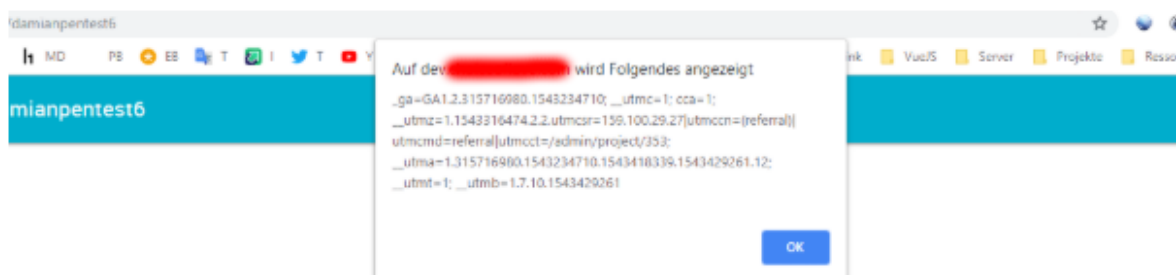 /damianpentest6
h MD PB EB T I T Y
nk VueJS Server Projekte Resso
mianpentest6
Auf dev wird Folgendes angezeigt
_ga=GA1.2.315716980.1543234710; __utmc=1; cca=1;
__utmz=1.1543316474.2.2.utmcsr=159.100.29.27|utmccn=(referral)|
utmcmd=referral|utmcct=/admin/project/353;
__utma=1.315716980.1543234710.1543418339.1543429261.12;
__utmt=1; __utmb=1.7.10.1543429261
OK